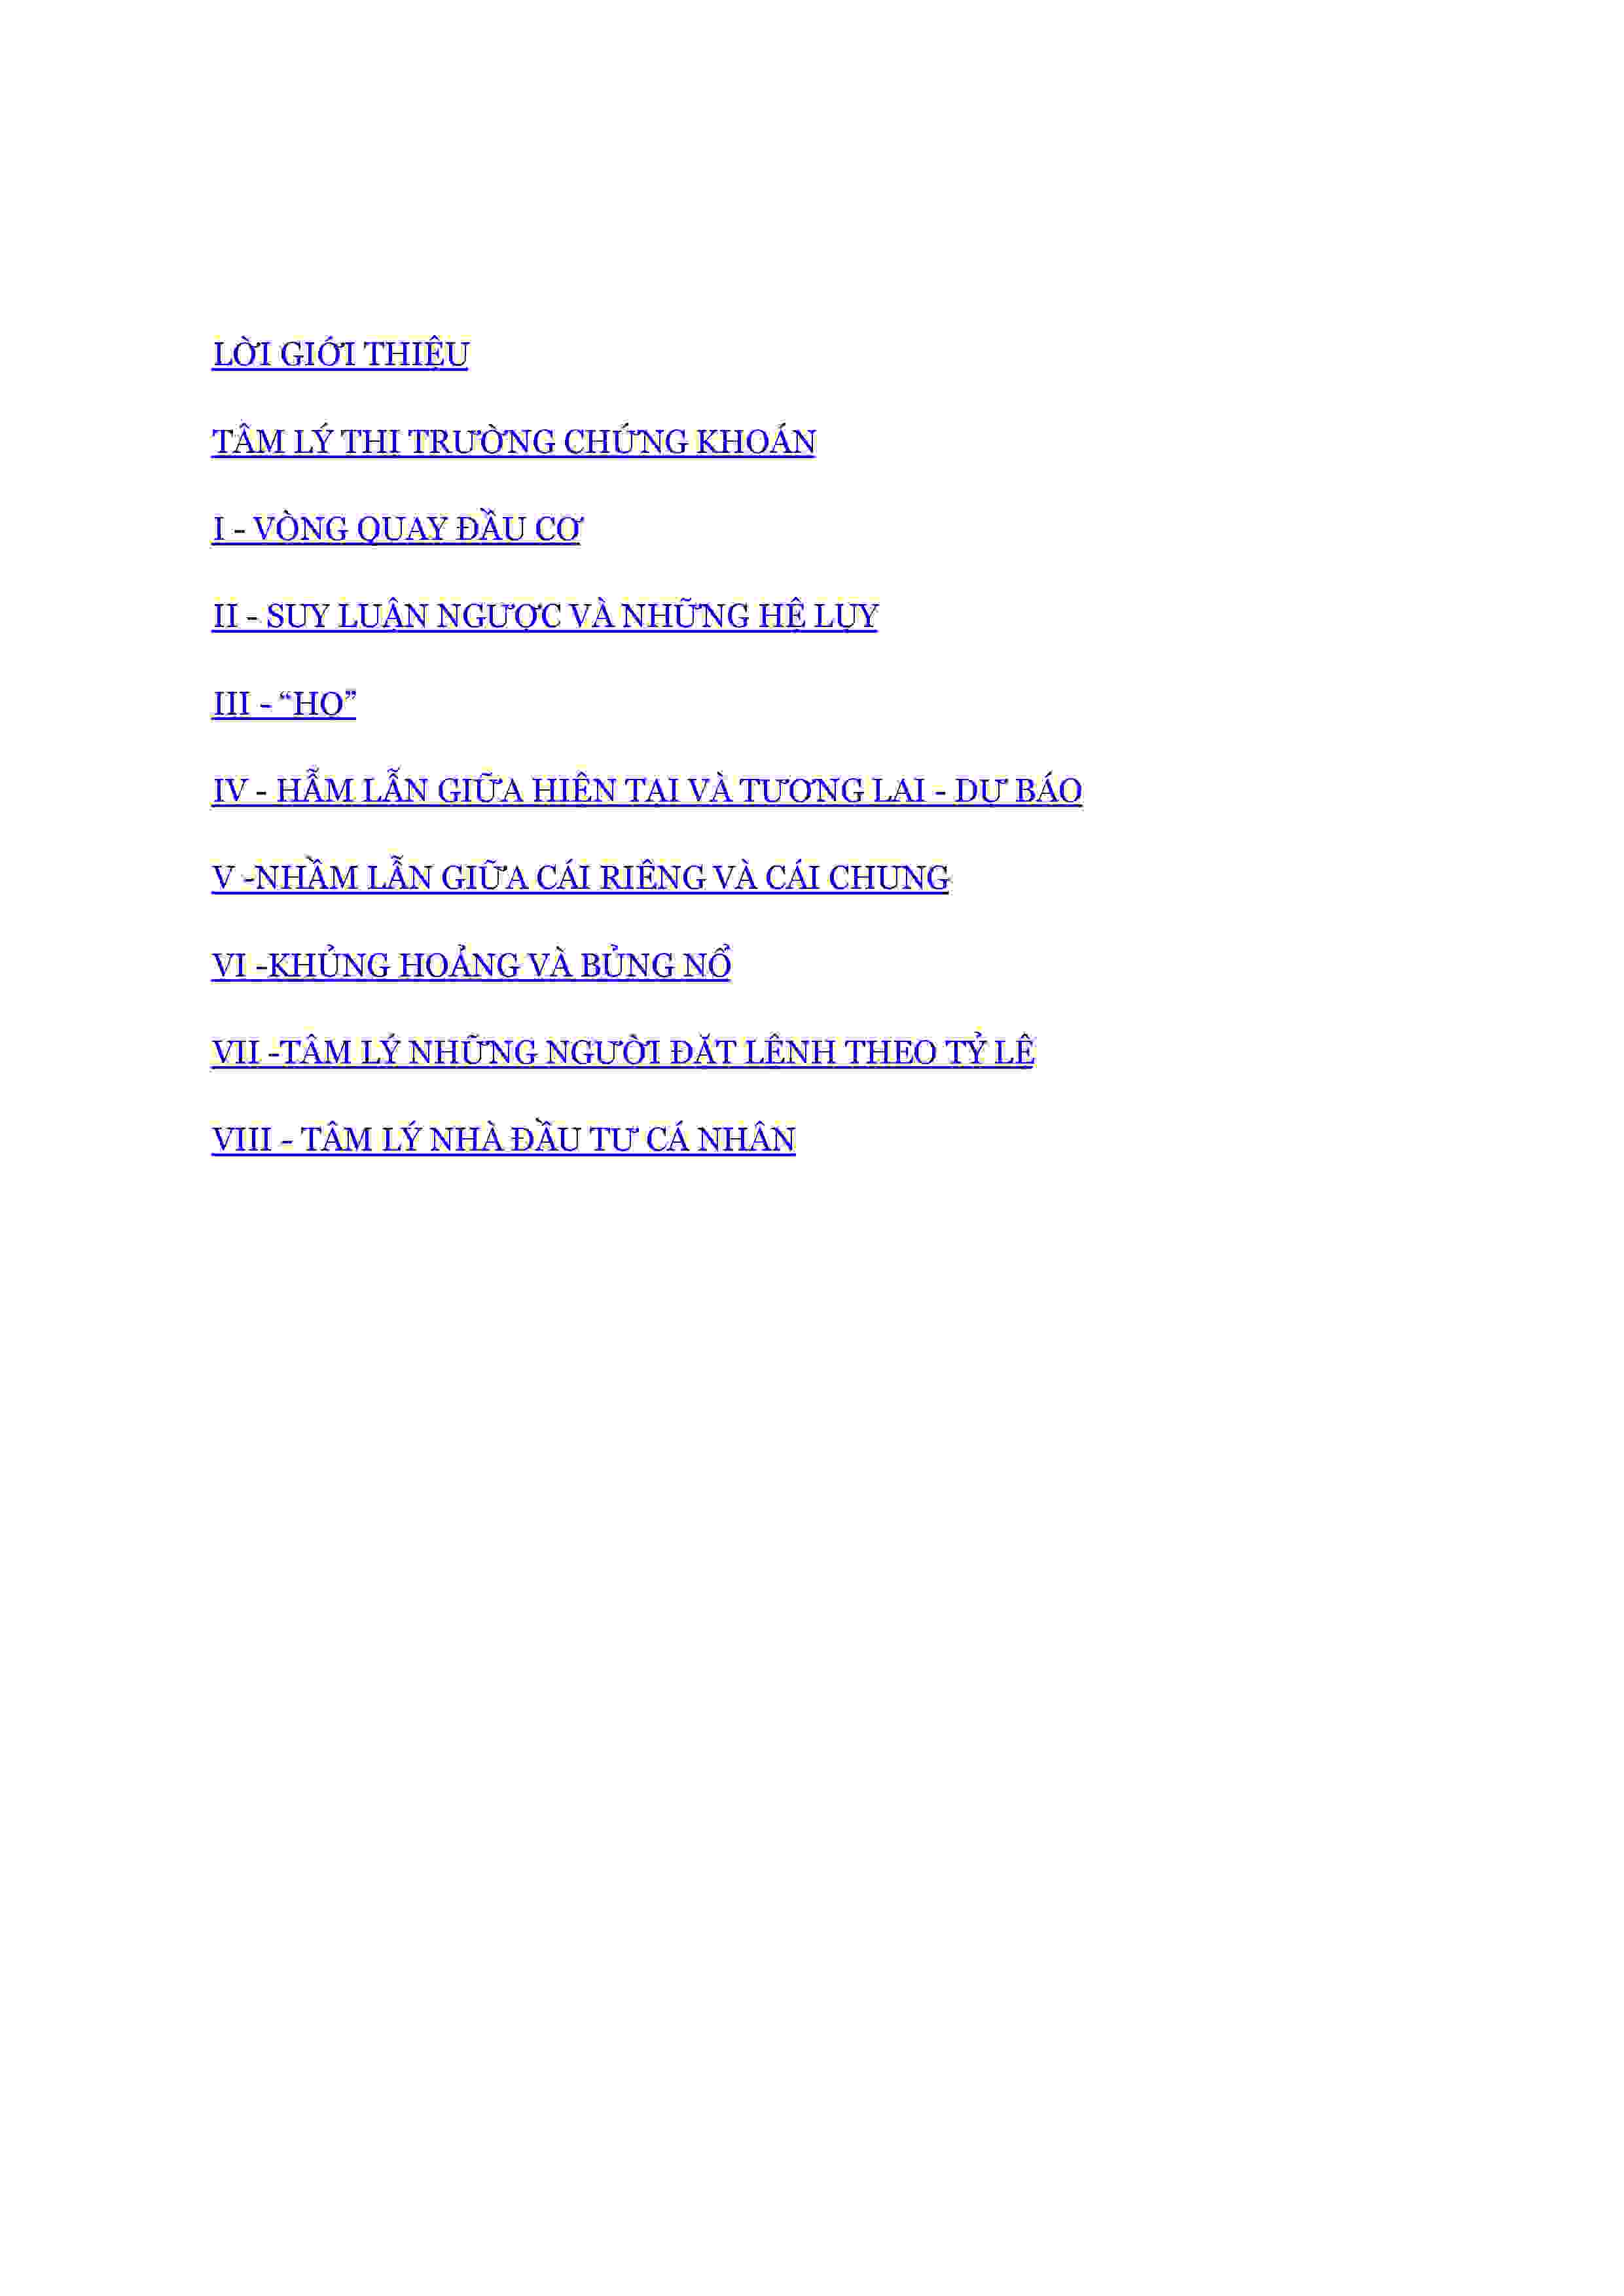 LỜI GIỚI THIỆU
TÂM LÝ THỊ TRƯỜNG CHỨNG KHOÁN
I - VÒNG QUAY ĐẦU CƠ
II - SUY LUẬN NGƯỢC VÀ NHỮNG HỆ LỤY
III - “HỌ”
IV - HẪM LẪN GIỮA HIỆN TẠI VÀ TƯƠNG LAI - DỰ BÁO
V -NHẦM LẪN GIỮA CÁI RIÊNG VÀ CÁI CHUNG
VI -KHỦNG HOẢNG VÀ BỦNG NỔ
VII -TÂM LÝ NHỮNG NGƯỜI ĐẶT LỆNH THEO TỶ LỆ
VIII - TÂM LÝ NHÀ ĐẦU TƯ CÁ NHÂN